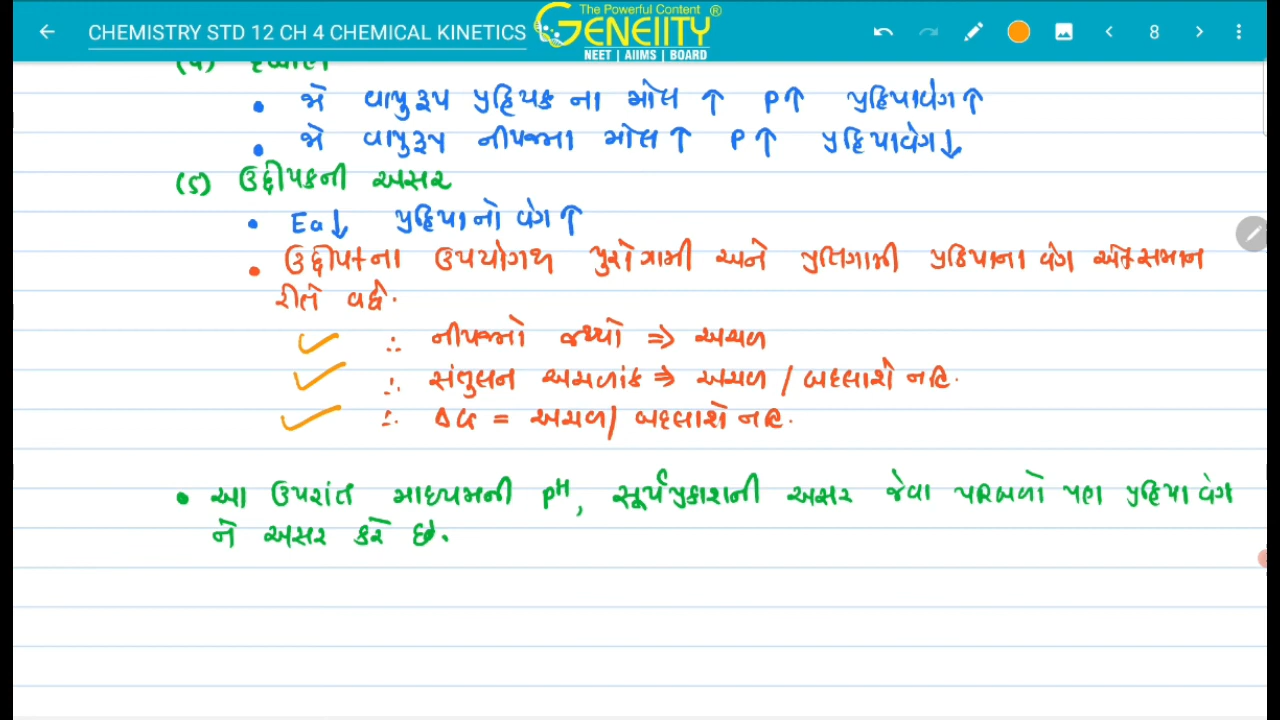 CHEMISTRY STD 12 CH 4 CHEMICAL KINETICS
The Powerful Content
GENEIITY ®
NEET | AIIMS | BOARD
8
• જો વાયુરૂપ પ્રક્રિયક ના મોલ ↑ P↑ પ્રક્રિયાવેગ ↑
• જો વાયુરૂપ નીપજના મોલ ↑ P ↑ પ્રક્રિયાવેગ ↓
(5) ઉદ્દીપકની અસર
• Ea↓ પ્રક્રિયાનો વેગ ↑
• ઉદ્દીપકના ઉપયોગથી પુરોગામી અને પ્રતિગામી પ્રક્રિયાના વેગ એકસમાન
રીતે વધે.
∴ નીપજનો જથ્થો ⇒ અચળ
∴ સંતુલન અચળાંક ⇒ અચળ / બદલાશે નહિ.
∴ ΔG = અચળ/ બદલાશે નહિ.
• આ ઉપરાંત માધ્યમની pH, સૂર્યપ્રકાશની અસર જેવા પરિબળો પણ પ્રક્રિયા વેગ
ને અસર કરે છે.